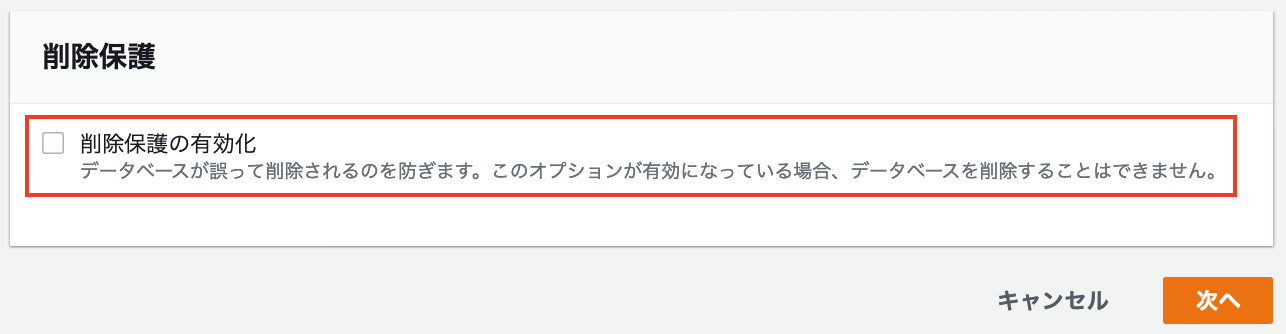 削除保護
削除保護の有効化
データベースが誤って削除されるのを防ぎます。このオプションが有効になっている場合、データベースを削除することはできません。
キャンセル
次へ